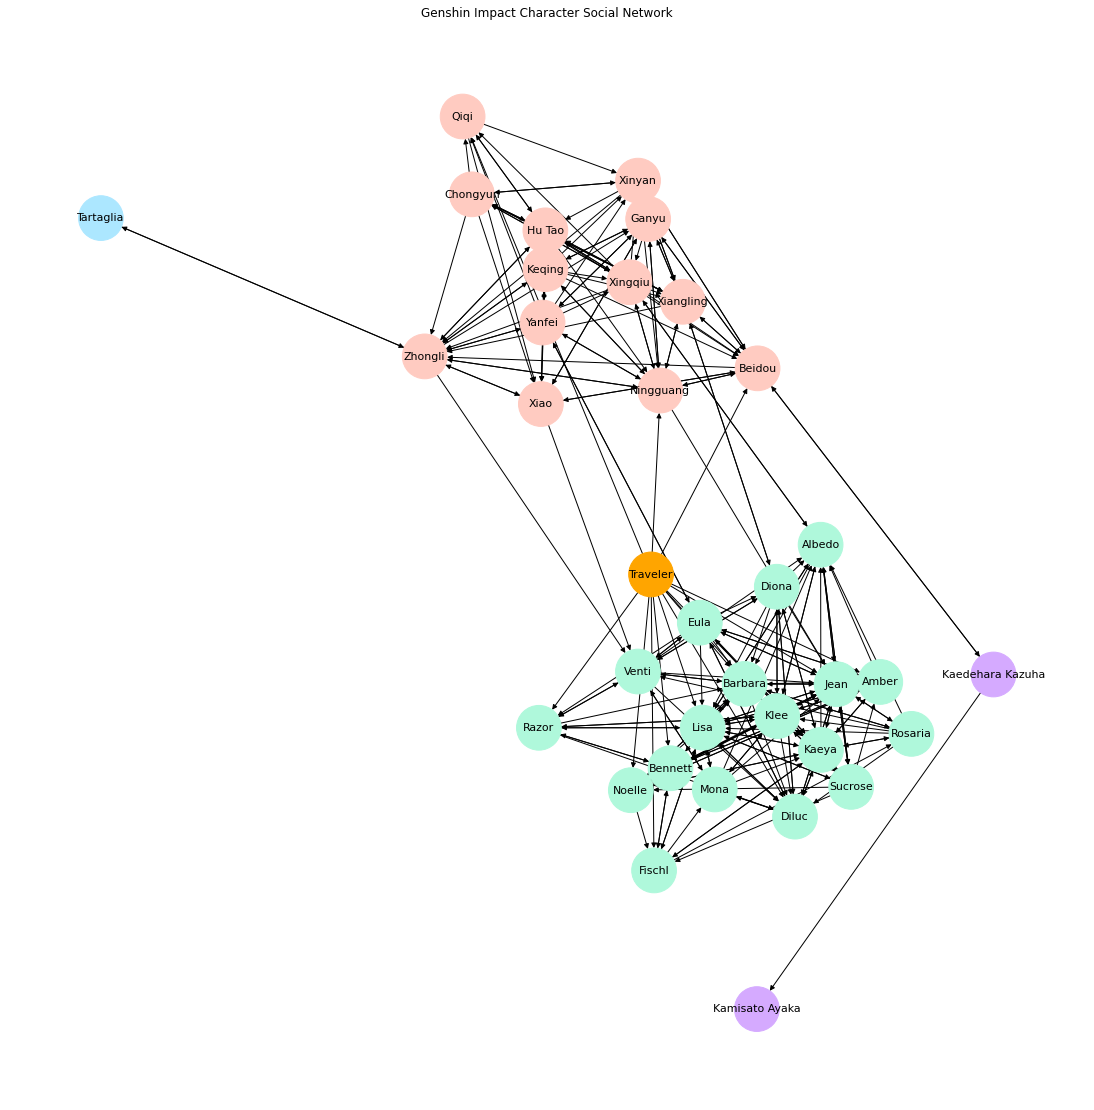 Genshin Impact Character Social Network
Qiqi
Xinyan
Chongyun
Tartaglia
Ganyu
Hu Tao
Keqing
Xingqiu
Xiangling
Yanfei
Zhongli
Beidou
Ningguang
Xiao
Albedo
Traveler
Diona
Eula
Venti
Kaedehara Kazuha
Amber
Barbara
Jean
Klee
Razor
Lisa
Rosaria
Kaeya
Bennett
Sucrose
Noelle
Mona
Diluc
Fischl
Kamisato Ayaka